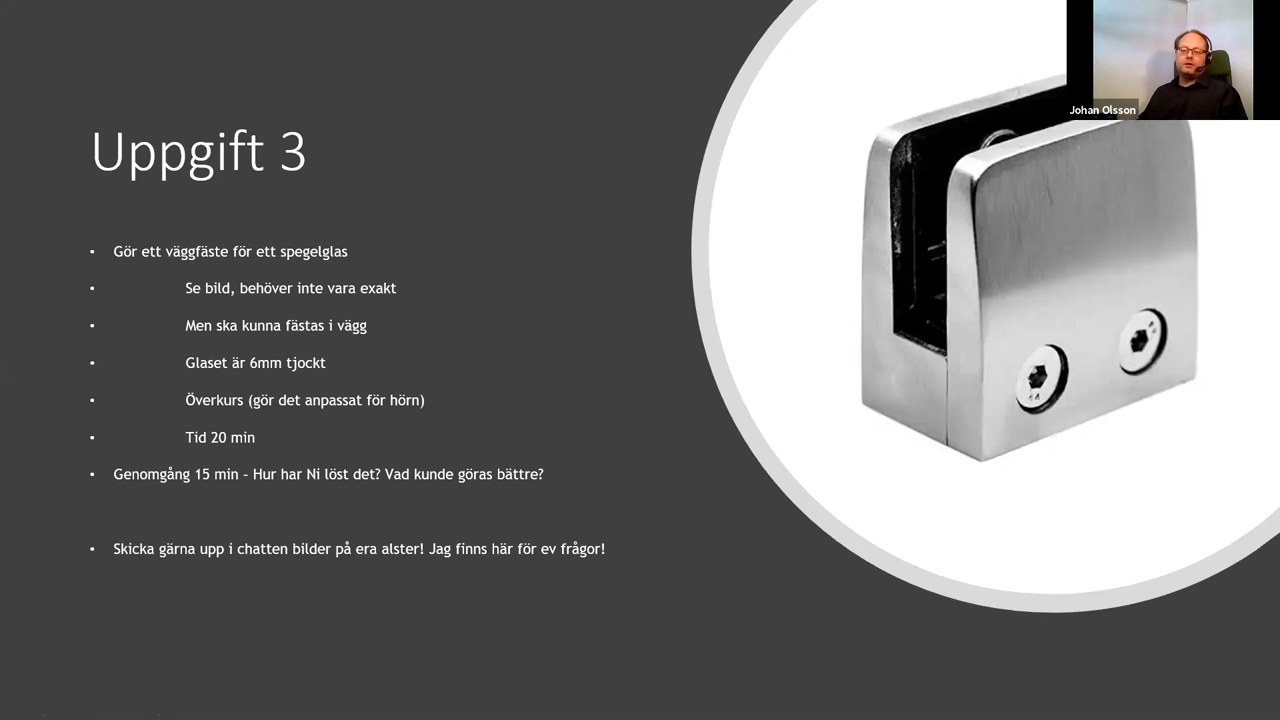 Johan Olsson
Uppgift 3
• Gör ett väggfäste för ett spegelglas
• Se bild, behöver inte vara exakt
• Men ska kunna fästas i vägg
• Glaset är 6mm tjockt
• Överkurs (gör det anpassat för hörn)
• Tid 20 min
• Genomgång 15 min – Hur har Ni löst det? Vad kunde göras bättre?
• Skicka gärna upp i chatten bilder på era alster! Jag finns här för ev frågor!